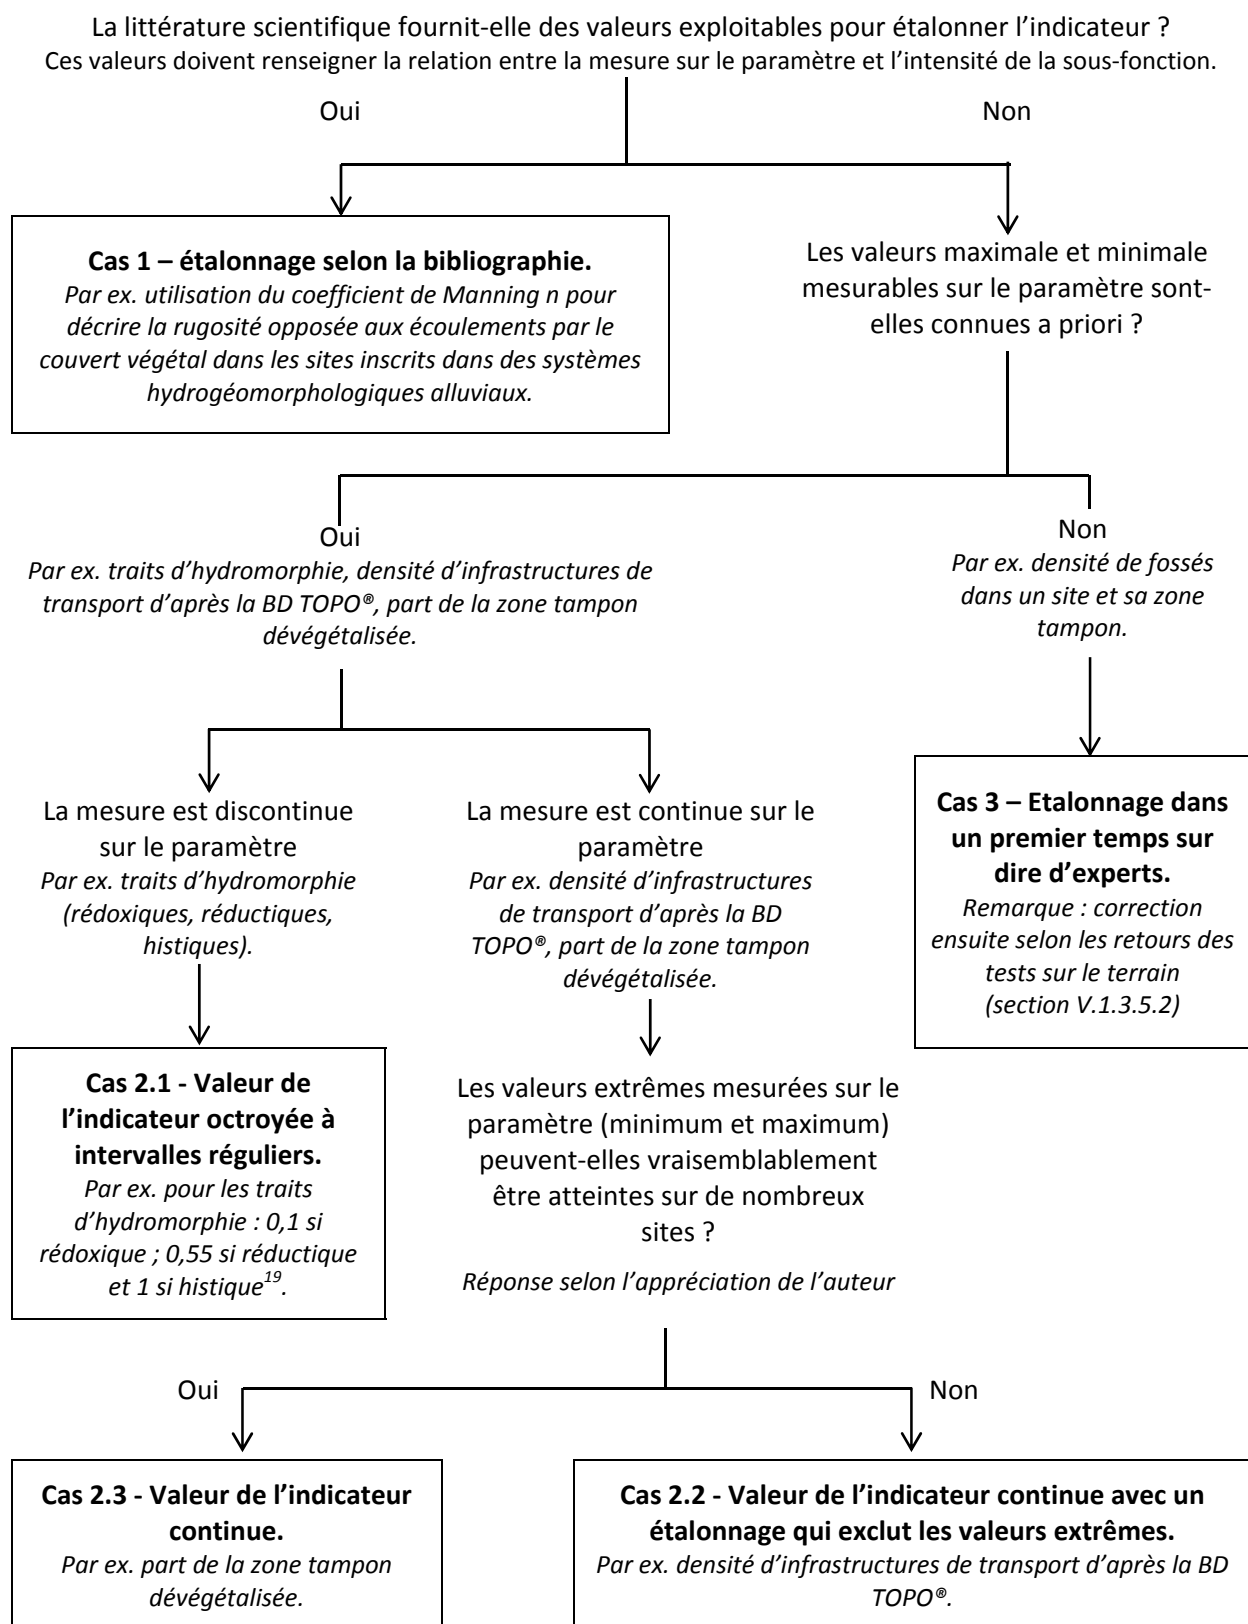 La littérature scientifique fournit-elle des valeurs exploitables pour étalonner l’indicateur ?
Ces valeurs doivent renseigner la relation entre la mesure sur le paramètre et l’intensité de la sous-fonction.
Oui
Non
Cas 1 – étalonnage selon la bibliographie.
Par ex. utilisation du coefficient de Manning n pour
décrire la rugosité opposée aux écoulements par le
couvert végétal dans les sites inscrits dans des systèmes
hydrogéomorphologiques alluviaux.
Les valeurs maximale et minimale
mesurables sur le paramètre sont-
elles connues a priori ?
Oui
Par ex. traits d’hydromorphie, densité d’infrastructures de
transport d’après la BD TOPO®, part de la zone tampon
dévégétalisée.
Non
Par ex. densité de fossés
dans un site et sa zone
tampon.
La mesure est discontinue
sur le paramètre
Par ex. traits d’hydromorphie
(rédoxiques, réductiques,
histiques).
La mesure est continue sur le
paramètre
Par ex. densité d’infrastructures
de transport d’après la BD
TOPO®, part de la zone tampon
dévégétalisée.
Cas 3 – Etalonnage dans
un premier temps sur
dire d’experts.
Remarque : correction
ensuite selon les retours des
tests sur le terrain
(section V.1.3.5.2)
Cas 2.1 - Valeur de
l’indicateur octroyée à
intervalles réguliers.
Par ex. pour les traits
d’hydromorphie : 0,1 si
rédoxique ; 0,55 si réductique
et 1 si histique19.
Les valeurs extrêmes mesurées sur le
paramètre (minimum et maximum)
peuvent-elles vraisemblablement
être atteintes sur de nombreux
sites ?
Réponse selon l’appréciation de l’auteur
Oui
Non
Cas 2.3 - Valeur de l’indicateur
continue.
Par ex. part de la zone tampon
dévégétalisée.
Cas 2.2 - Valeur de l’indicateur continue avec un
étalonnage qui exclut les valeurs extrêmes.
Par ex. densité d’infrastructures de transport d’après la BD
TOPO®.